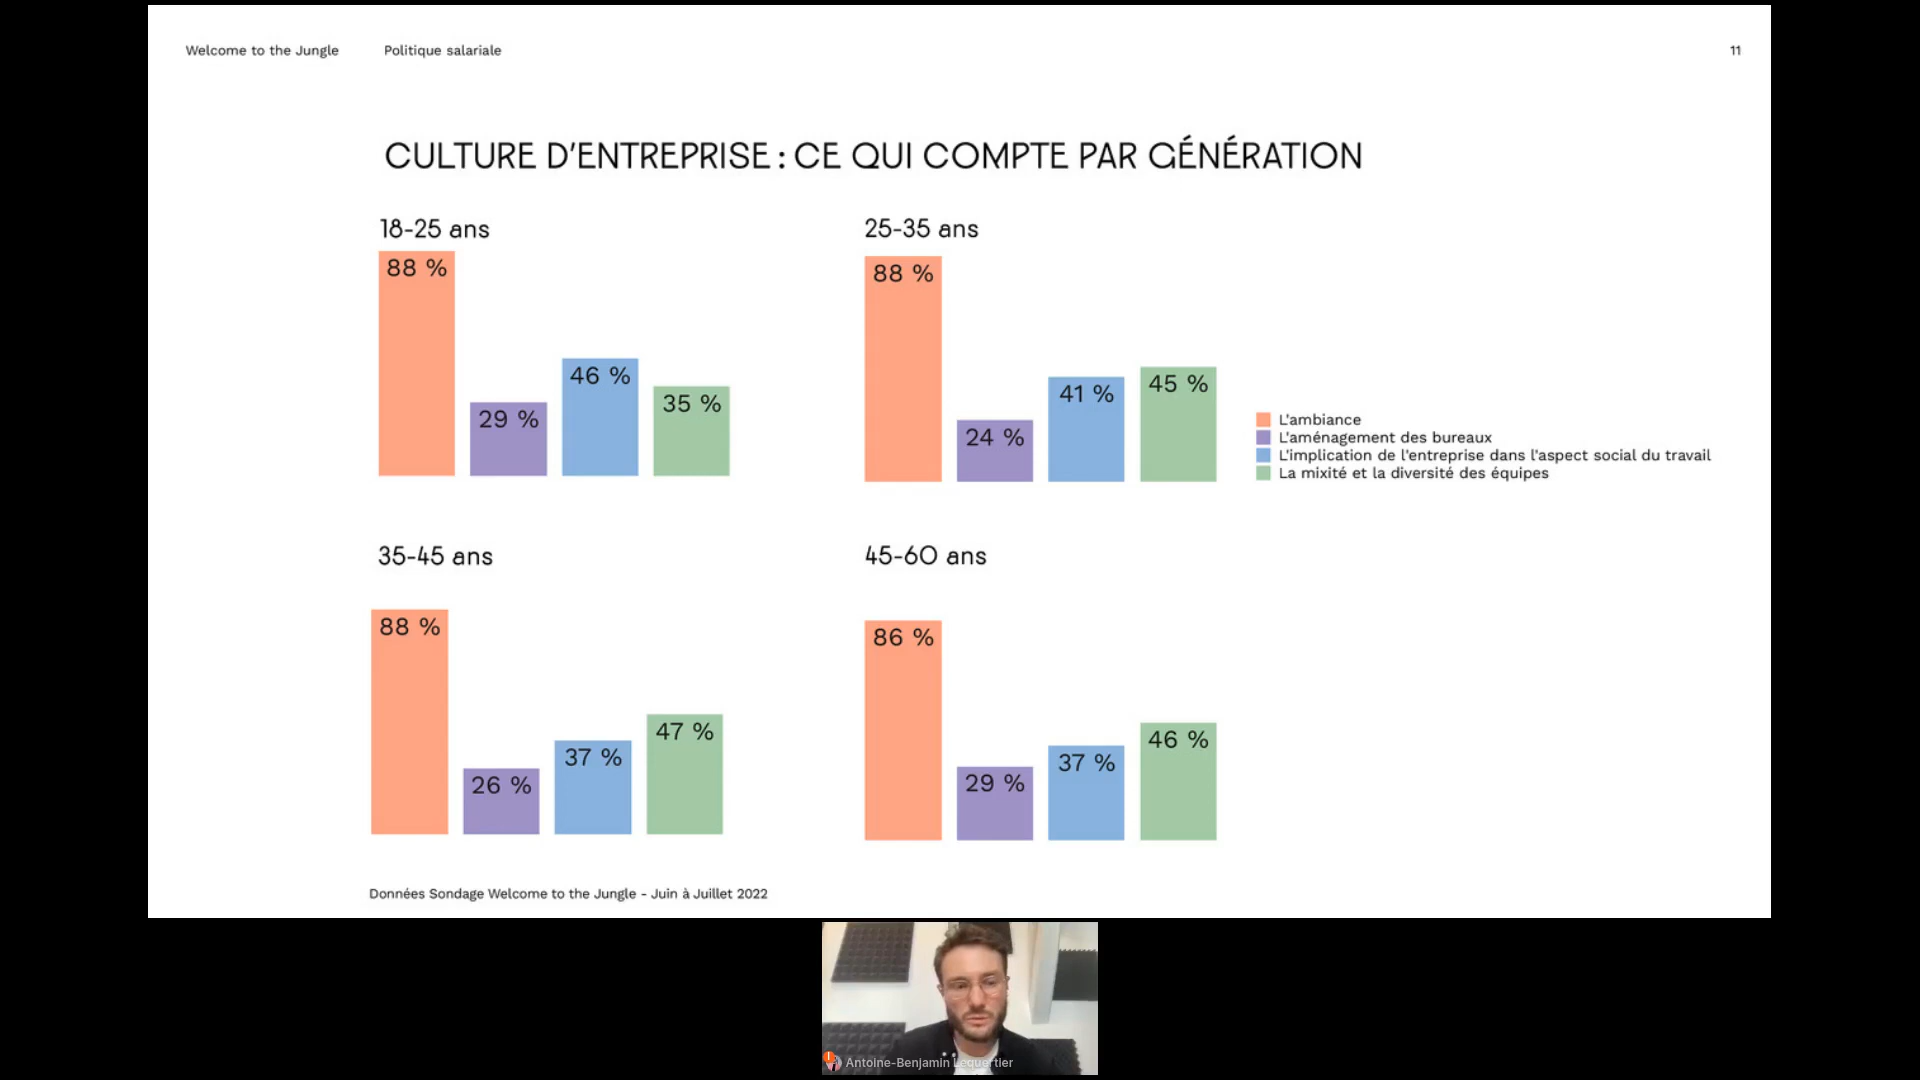 Welcome to the Jungle Politique salariale 11
CULTURE D'ENTREPRISE : CE QUI COMPTE PAR GÉNÉRATION
18-25 ans
88 %
29 %
46 %
35 %
25-35 ans
88 %
24 %
41 %
45 %
L'ambiance
L'aménagement des bureaux
L'implication de l'entreprise dans l'aspect social du travail
La mixité et la diversité des équipes
35-45 ans
88 %
26 %
37 %
47 %
45-60 ans
86 %
29 %
37 %
46 %
Données Sondage Welcome to the Jungle - Juin à Juillet 2022
Antoine-Benjamin Lequertier